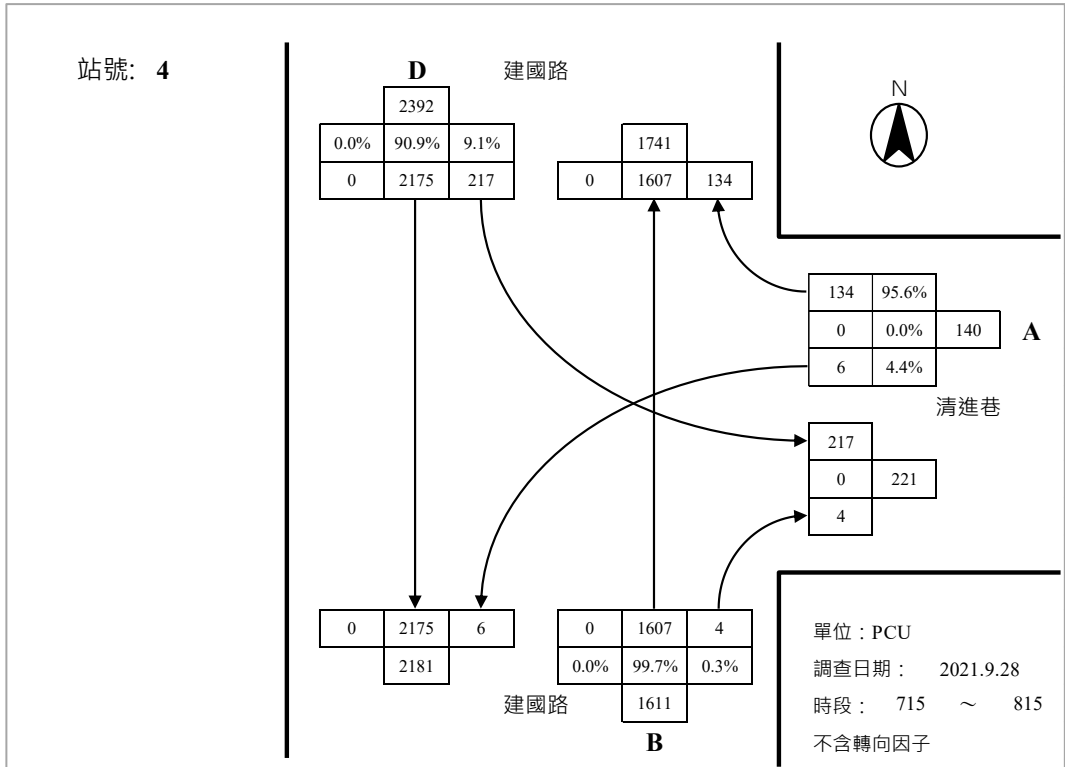 站號: 4
D 建國路
N
2392
0.0% 90.9% 9.1%
0 2175 217
1741
0 1607 134
134 95.6%
0 0.0% 140 A
6 4.4%
清進巷
217
0 221
4
0 2175 6
2181
0 1607 4
0.0% 99.7% 0.3%
1611
建國路
B
單位：PCU
調查日期： 2021.9.28
時段： 715 ～ 815
不含轉向因子